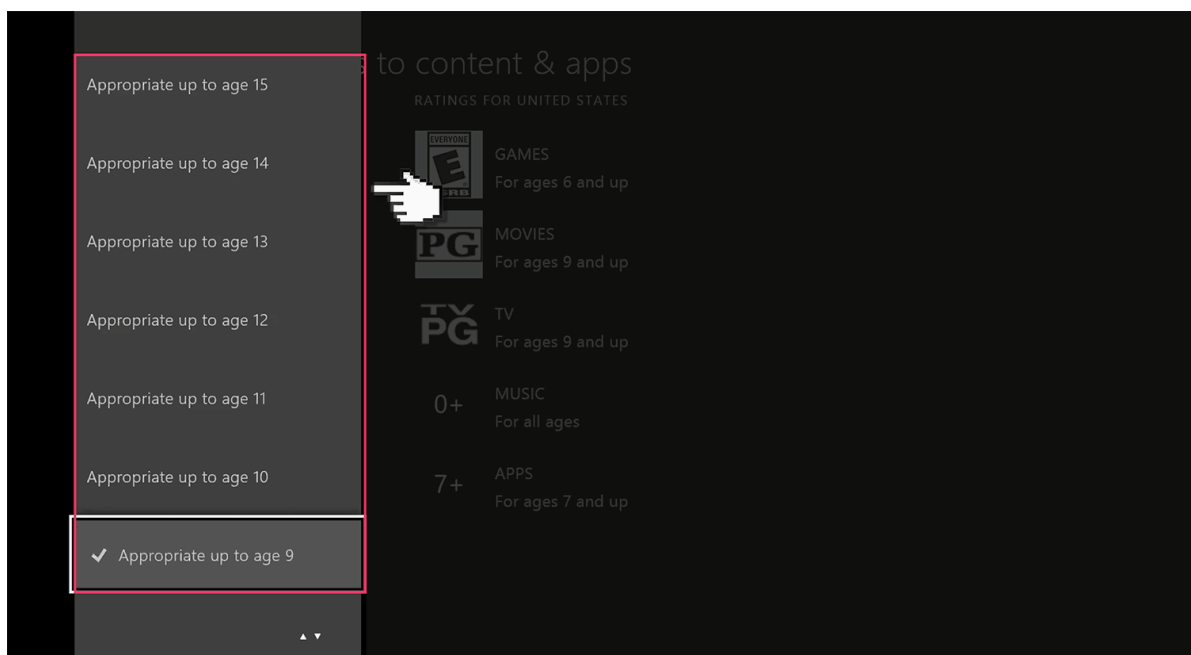 Appropriate up to age 15
Appropriate up to age 14
Appropriate up to age 13
Appropriate up to age 12
Appropriate up to age 11
Appropriate up to age 10
Appropriate up to age 9
s to content & apps
RATINGS FOR UNITED STATES
EVERYONE
E
RB
GAMES
For ages 6 and up
PG
MOVIES
For ages 9 and up
TV
PG
TV
For ages 9 and up
0+
MUSIC
For all ages
7+
APPS
For ages 7 and up